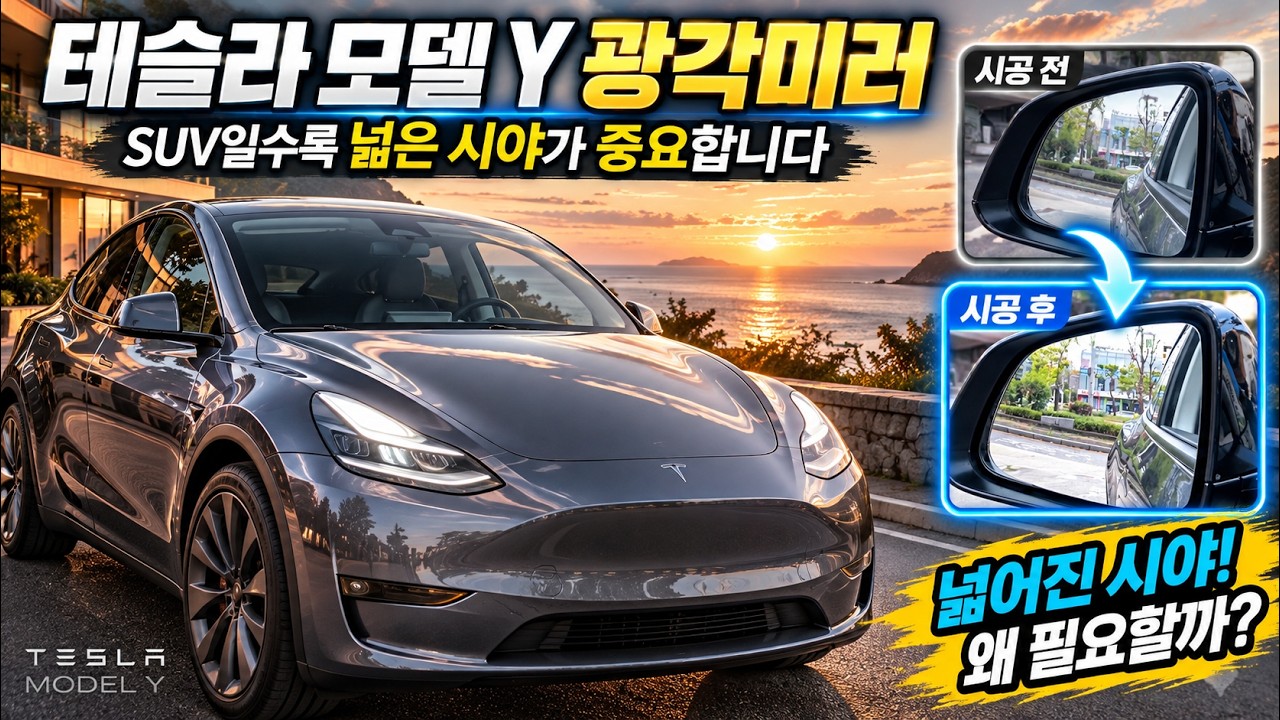 테슬라 모델 Y 광각미러
SUV일수록 넓은 시야가 중요합니다
시공 전
시공 후
넓어진 시야!
왜 필요할까?
TESLA
MODEL Y